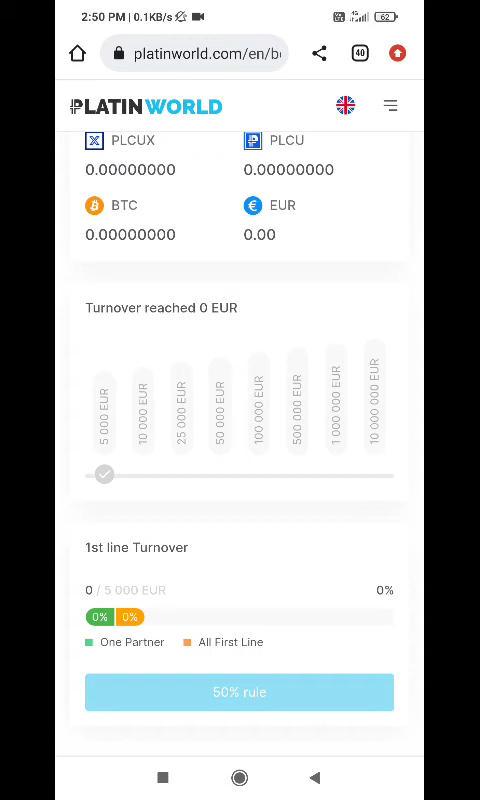 2:50 PM | 0.1KB/s
4G
62
platinworld.com/en/b
40
PLATINWORLD
PLCUX
PLCU
0.00000000
0.00000000
BTC
EUR
0.00000000
0.00
Turnover reached 0 EUR
5 000 EUR
10 000 EUR
25 000 EUR
50 000 EUR
100 000 EUR
500 000 EUR
1 000 000 EUR
10 000 000 EUR
1st line Turnover
0 / 5 000 EUR
0%
0%
0%
One Partner
All First Line
50% rule